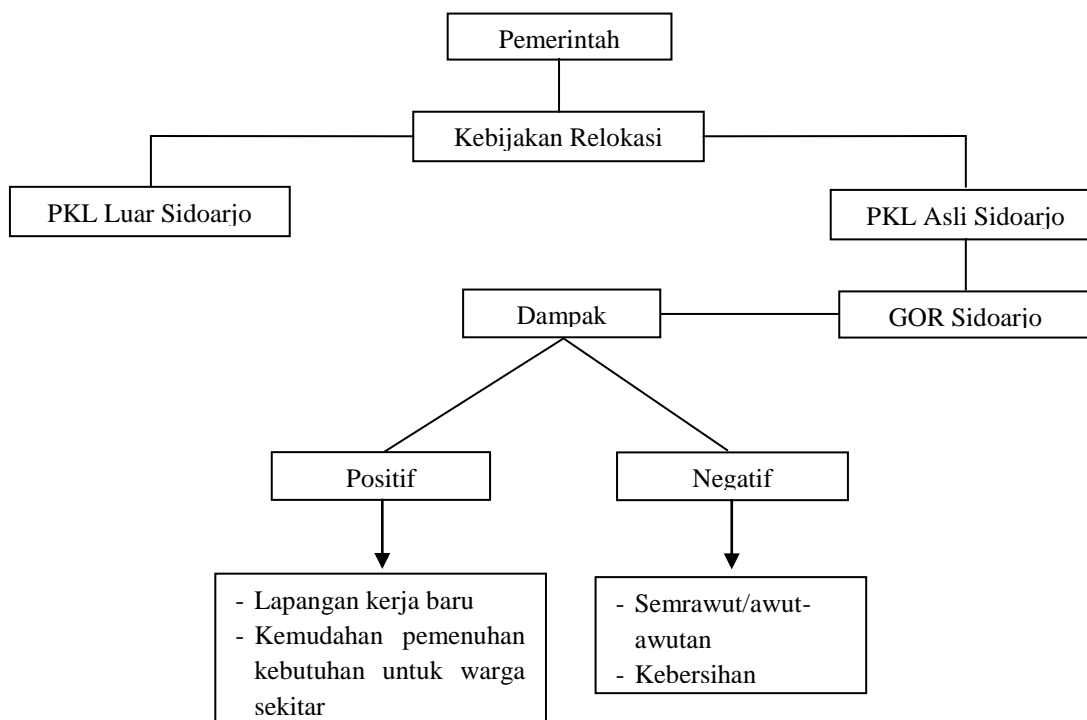 Pemerintah
Kebijakan Relokasi
PKL Luar Sidoarjo
PKL Asli Sidoarjo
Dampak
GOR Sidoarjo
Positif
Negatif
- Lapangan kerja baru
- Kemudahan pemenuhan
kebutuhan untuk warga
sekitar
- Semrawut/awut-
awutan
- Kebersihan